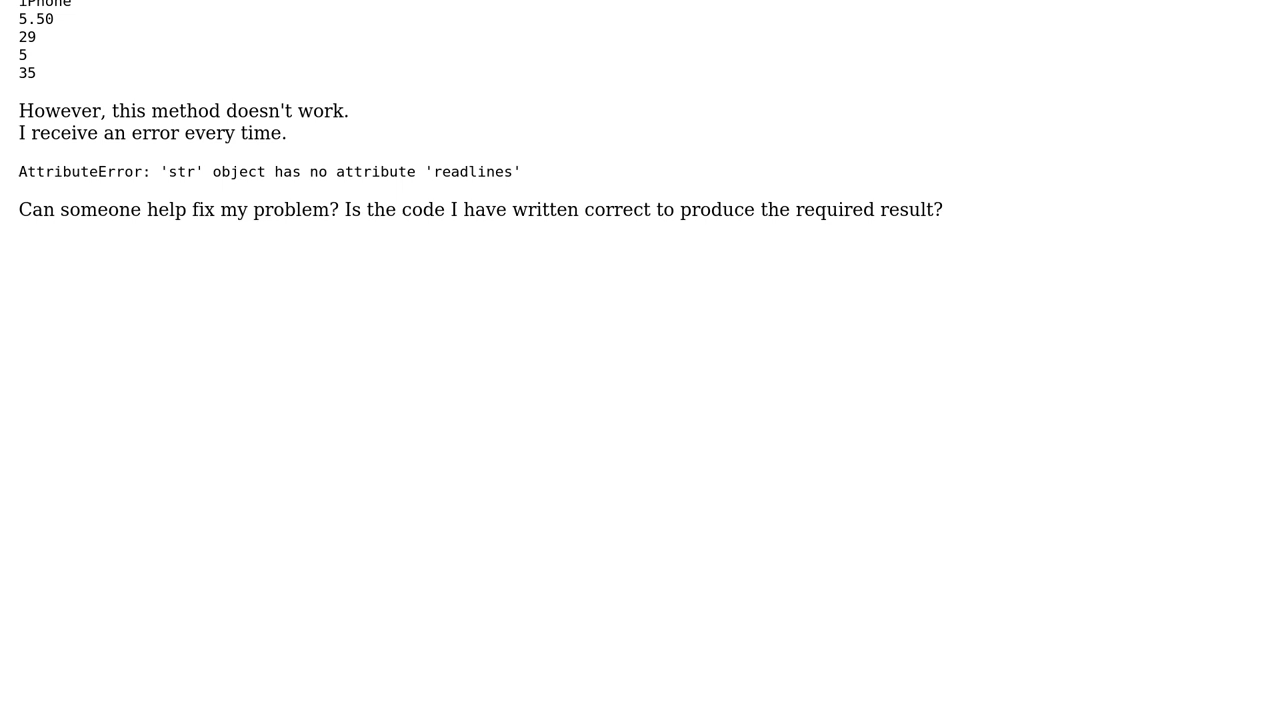 iPhone
5.50
29
5
35
However, this method doesn't work.
I receive an error every time.
AttributeError: 'str' object has no attribute 'readlines'
Can someone help fix my problem? Is the code I have written correct to produce the required result?